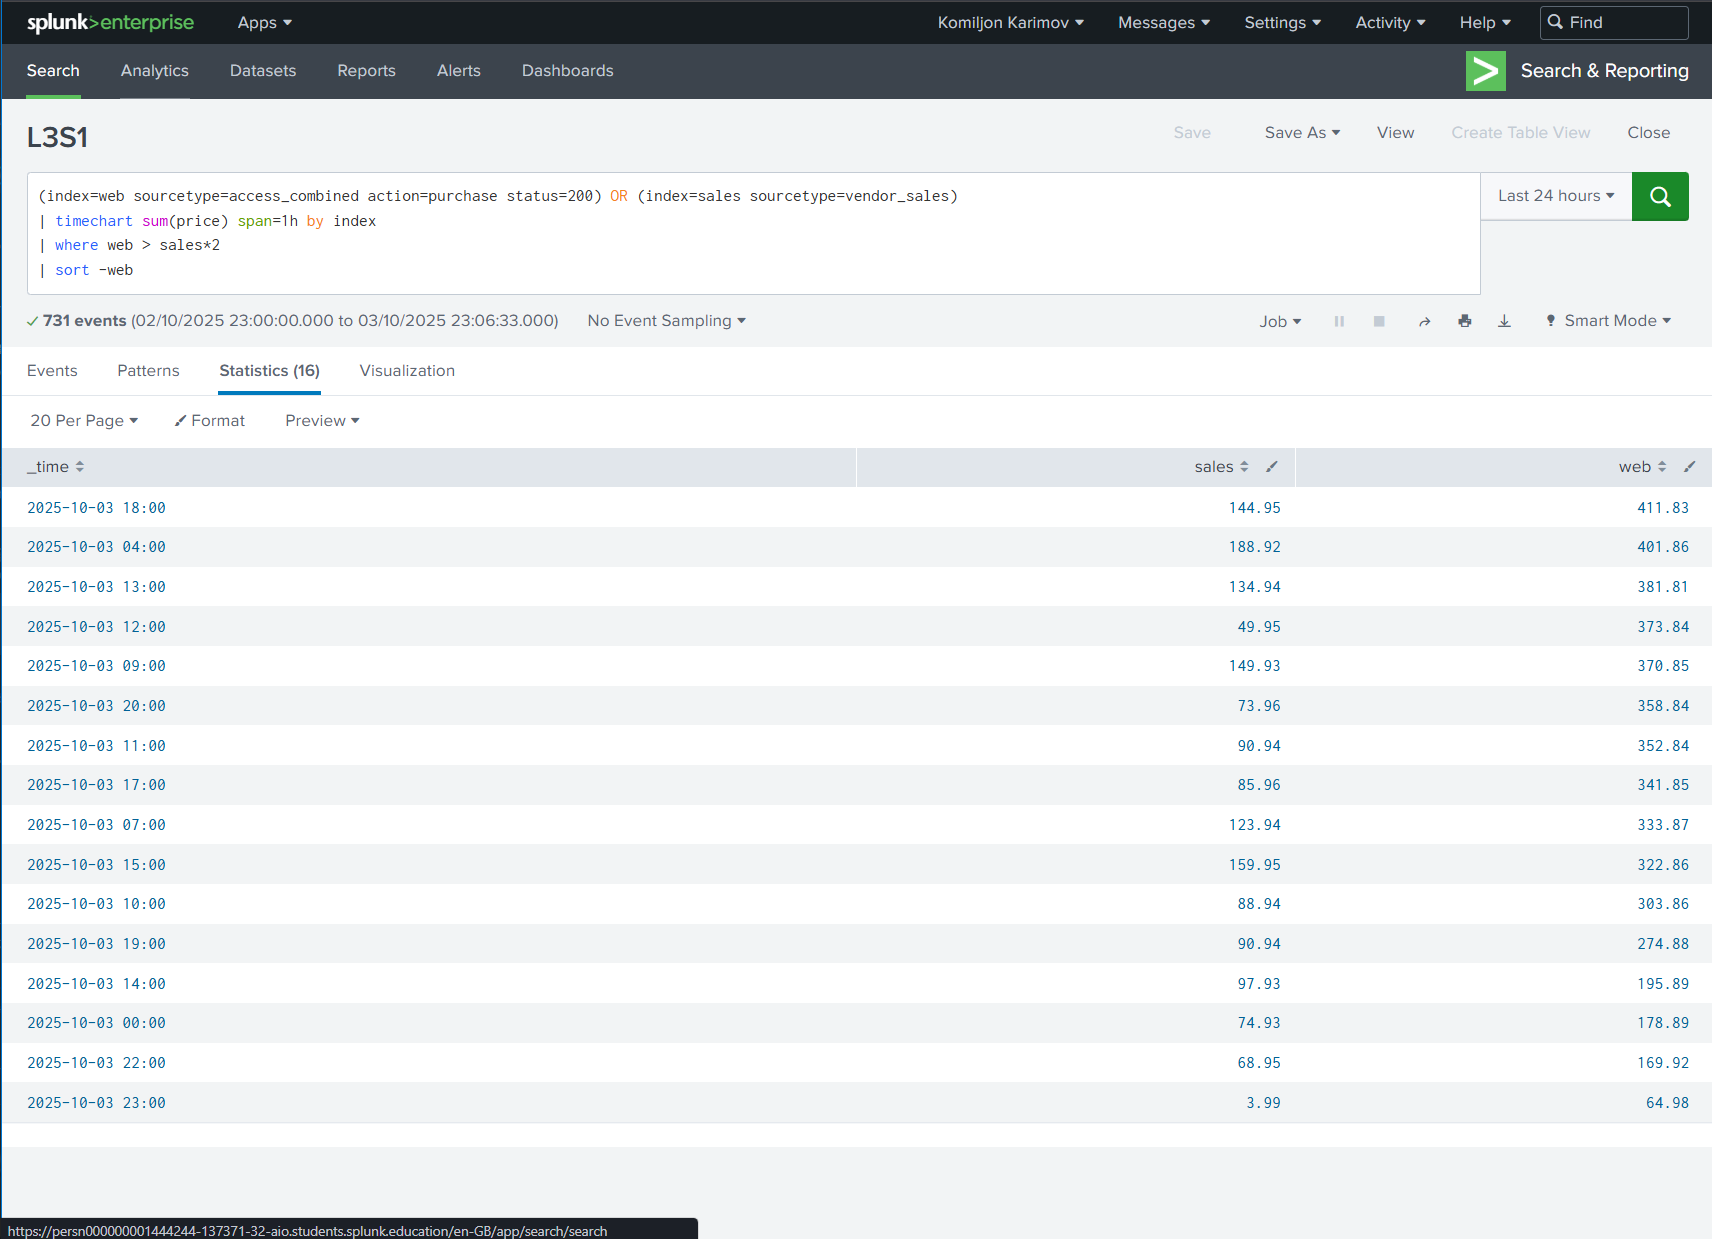 splunk>enterprise Apps Komiljon Karimov Messages Settings Activity Help Find
Search Analytics Datasets Reports Alerts Dashboards Search & Reporting
L3S1 Save Save As View Create Table View Close
(index=web sourcetype=access_combined action=purchase status=200) OR (index=sales sourcetype=vendor_sales) Last 24 hours
| timechart sum(price) span=1h by index
| where web > sales*2
| sort -web
731 events (02/10/2025 23:00:00.000 to 03/10/2025 23:06:33.000) No Event Sampling Job Smart Mode
Events Patterns Statistics (16) Visualization
20 Per Page Format Preview
_time sales web
2025-10-03 18:00 144.95 411.83
2025-10-03 04:00 188.92 401.86
2025-10-03 13:00 134.94 381.81
2025-10-03 12:00 49.95 373.84
2025-10-03 09:00 149.93 370.85
2025-10-03 20:00 73.96 358.84
2025-10-03 11:00 90.94 352.84
2025-10-03 17:00 85.96 341.85
2025-10-03 07:00 123.94 333.87
2025-10-03 15:00 159.95 322.86
2025-10-03 10:00 88.94 303.86
2025-10-03 19:00 90.94 274.88
2025-10-03 14:00 97.93 195.89
2025-10-03 00:00 74.93 178.89
2025-10-03 22:00 68.95 169.92
2025-10-03 23:00 3.99 64.98
https://persn000000001444244-137371-32-aio.students.splunk.education/en-GB/app/search/search